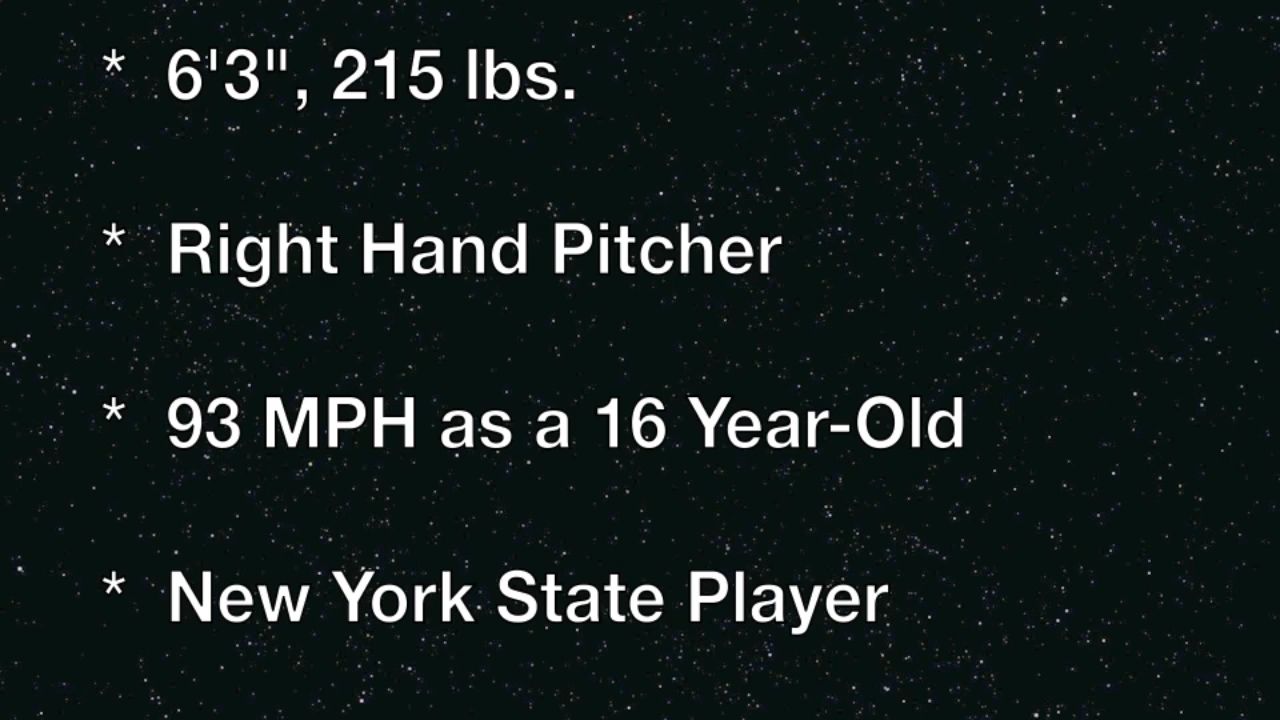 * 6'3", 215 lbs.
* Right Hand Pitcher
* 93 MPH as a 16 Year-Old
* New York State Player